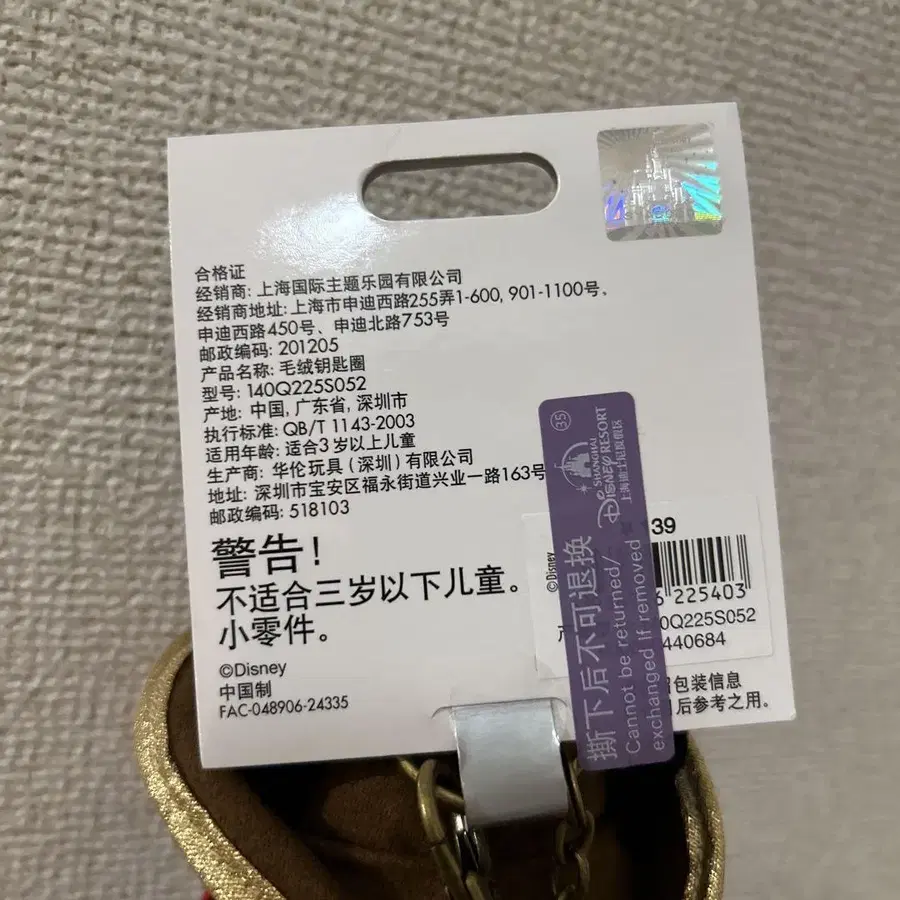 合格证
经销商: 上海国际主题乐园有限公司
经销商地址: 上海市申迪西路255弄1-600, 901-1100号。
申迪西路450号、申迪北路753号
邮政编码: 201205
产品名称: 毛绒钥匙圈
型号: 140Q225S052
产地: 中国, 广东省, 深圳市
执行标准: QB/T 1143-2003
适用年龄: 适合3岁以上儿童
生产商: 华伦玩具(深圳)有限公司
地址: 深圳市宝安区福永街道兴业一路163号
邮政编码: 518103
警告!
不适合三岁以下儿童。
小零件。
©Disney
中国制
FAC-048906-24335
35
SHANGHAI
DISNEY RESORT
上海迪士尼度假区
撕下后不可退换
Cannot be returned/
exchanged If removed
©Disney
39
6 225403
0Q225S052
440684
包装信息
后参考之用。